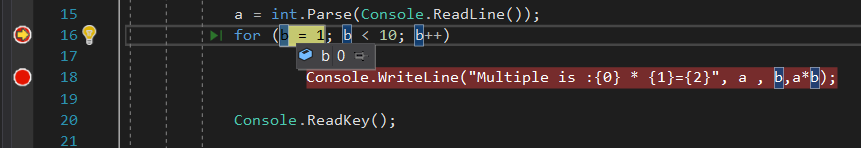 15 a = int.Parse(Console.ReadLine());
16 for (b = 1; b < 10; b++)
b 0
17
18 Console.WriteLine("Multiple is :{0} * {1}={2}", a , b,a*b);
19
20 Console.ReadKey();
21